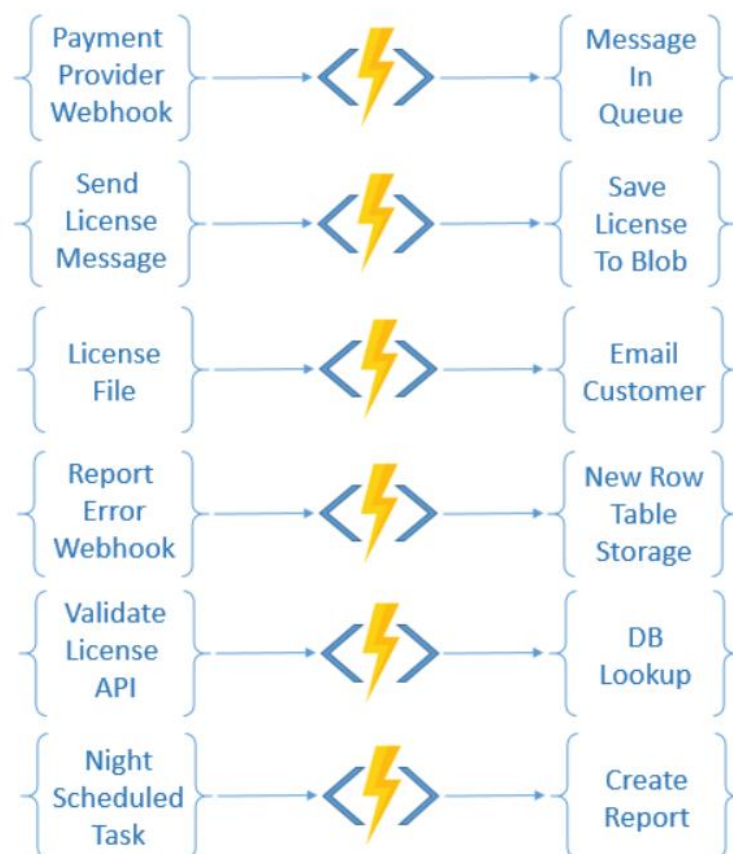 Payment
Provider
Webhook
Message
In
Queue
Send
License
Message
Save
License
To Blob
License
File
Email
Customer
Report
Error
Webhook
New Row
Table
Storage
Validate
License
API
DB
Lookup
Night
Scheduled
Task
Create
Report